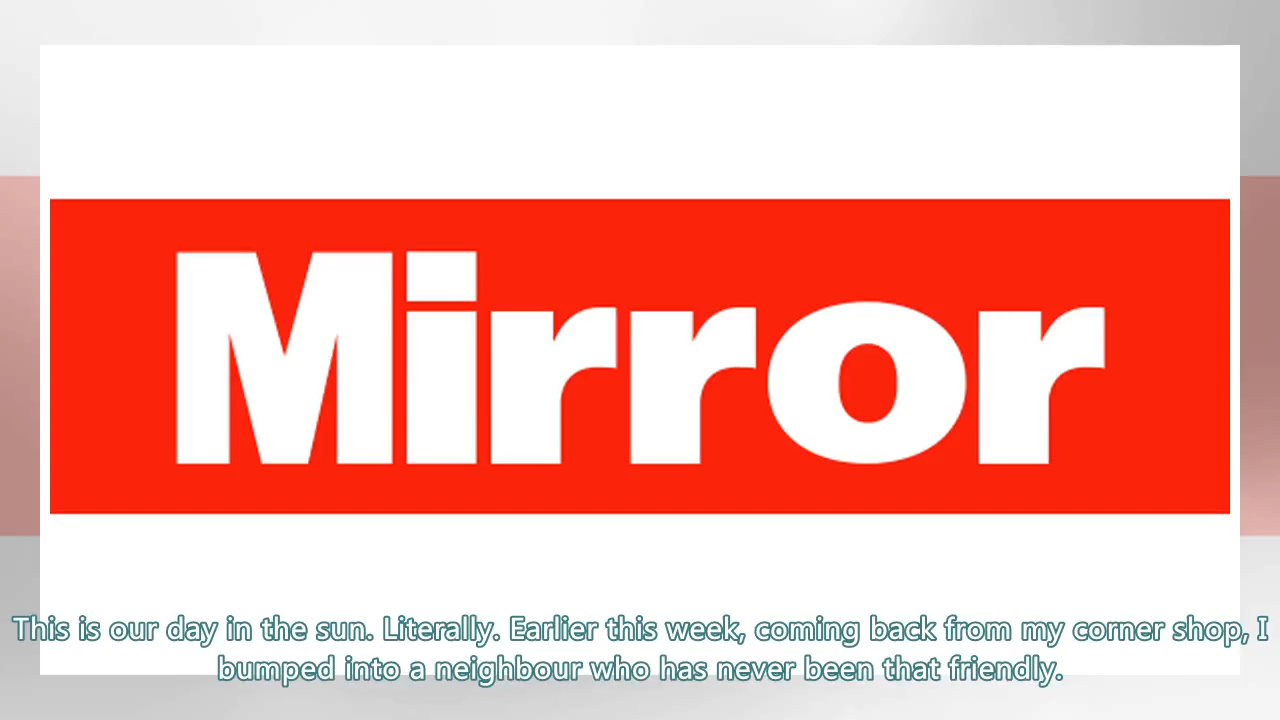 Mirror
This is our day in the sun. Literally. Earlier this week, coming back from my corner shop, I
bumped into a neighbour who has never been that friendly.